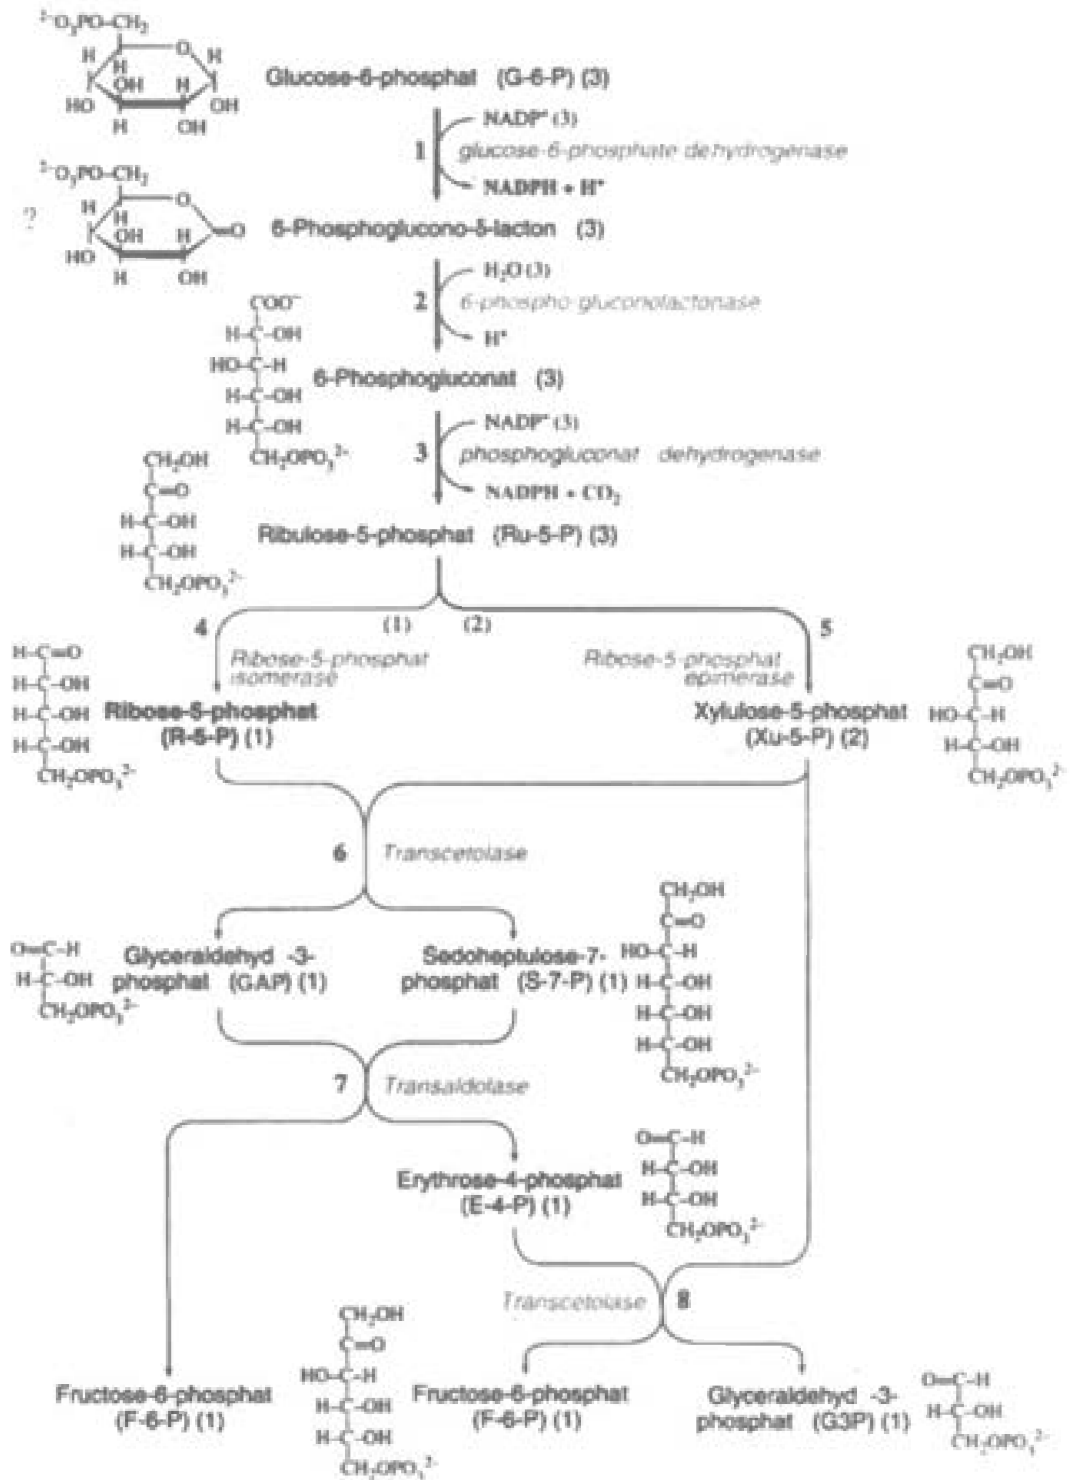 ²⁻O₃PO–CH₂
H
O
H
H
OH
H
HO
OH
H
OH
Glucose-6-phosphat (G-6-P) (3)
NADP⁺ (3)
1
glucose-6-phosphate dehydrogenase
NADPH + H⁺
²⁻O₃PO–CH₂
?
H
O
H
OH
H
=O
HO
H
OH
6-Phosphoglucono-δ-lacton (3)
H₂O (3)
2
6-phospho-gluconolactonase
H⁺
COO⁻
H–C–OH
HO–C–H
H–C–OH
H–C–OH
CH₂OPO₃²⁻
6-Phosphogluconat (3)
NADP⁺ (3)
3
phosphogluconat dehydrogenase
NADPH + CO₂
CH₂OH
C=O
H–C–OH
H–C–OH
CH₂OPO₃²⁻
Ribulose-5-phosphat (Ru-5-P) (3)
4
(1)
(2)
5
Ribose-5-phosphat
isomerase
Ribose-5-phosphat
epimerase
H–C=O
H–C–OH
H–C–OH
H–C–OH
CH₂OPO₃²⁻
Ribose-5-phosphat
(R-5-P) (1)
Xylulose-5-phosphat
(Xu-5-P) (2)
CH₂OH
C=O
HO–C–H
H–C–OH
CH₂OPO₃²⁻
6
Transcetolase
O=C–H
H–C–OH
CH₂OPO₃²⁻
Glyceraldehyd -3-
phosphat (GAP) (1)
Sedoheptulose-7-
phosphat (S-7-P) (1)
CH₂OH
C=O
HO–C–H
H–C–OH
H–C–OH
H–C–OH
CH₂OPO₃²⁻
7
Transaldolase
Erythrose-4-phosphat
(E-4-P) (1)
O=C–H
H–C–OH
H–C–OH
CH₂OPO₃²⁻
Transcetolase
8
Fructose-6-phosphat
(F-6-P) (1)
CH₂OH
C=O
HO–C–H
H–C–OH
H–C–OH
CH₂OPO₃²⁻
Fructose-6-phosphat
(F-6-P) (1)
Glyceraldehyd -3-
phosphat (G3P) (1)
O=C–H
H–C–OH
CH₂OPO₃²⁻